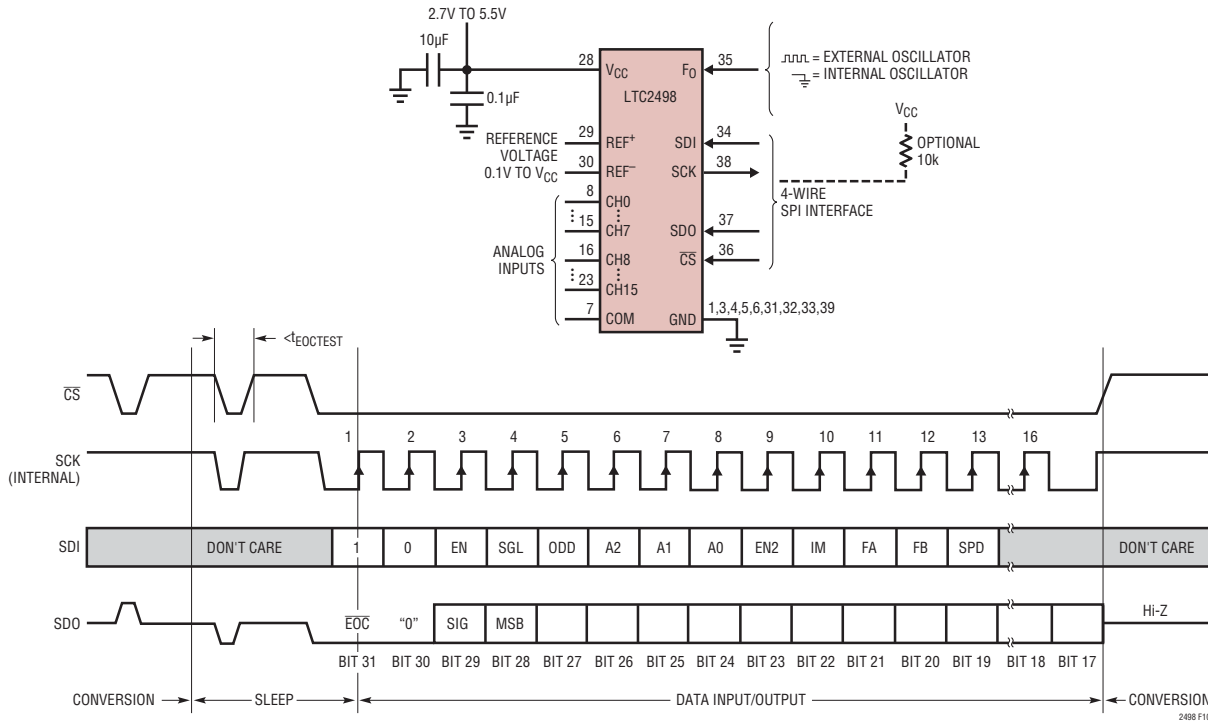 2.7V TO 5.5V
10µF
0.1µF
28
VCC
FO
35
LTC2498
= EXTERNAL OSCILLATOR
= INTERNAL OSCILLATOR
VCC
OPTIONAL
10k
REFERENCE
VOLTAGE
0.1V TO VCC
29
REF+
30
REF–
SDI
34
SCK
38
4-WIRE
SPI INTERFACE
SDO
37
CS
36
ANALOG
INPUTS
8
CH0
15
CH7
16
CH8
23
CH15
7
COM
GND
1,3,4,5,6,31,32,33,39
<tEOCTEST
CS
1 2 3 4 5 6 7 8 9 10 11 12 13 16
SCK
(INTERNAL)
SDI
DON'T CARE 1 0 EN SGL ODD A2 A1 A0 EN2 IM FA FB SPD DON'T CARE
SDO
EOC "0" SIG MSB Hi-Z
BIT 31 BIT 30 BIT 29 BIT 28 BIT 27 BIT 26 BIT 25 BIT 24 BIT 23 BIT 22 BIT 21 BIT 20 BIT 19 BIT 18 BIT 17
CONVERSION SLEEP DATA INPUT/OUTPUT CONVERSION